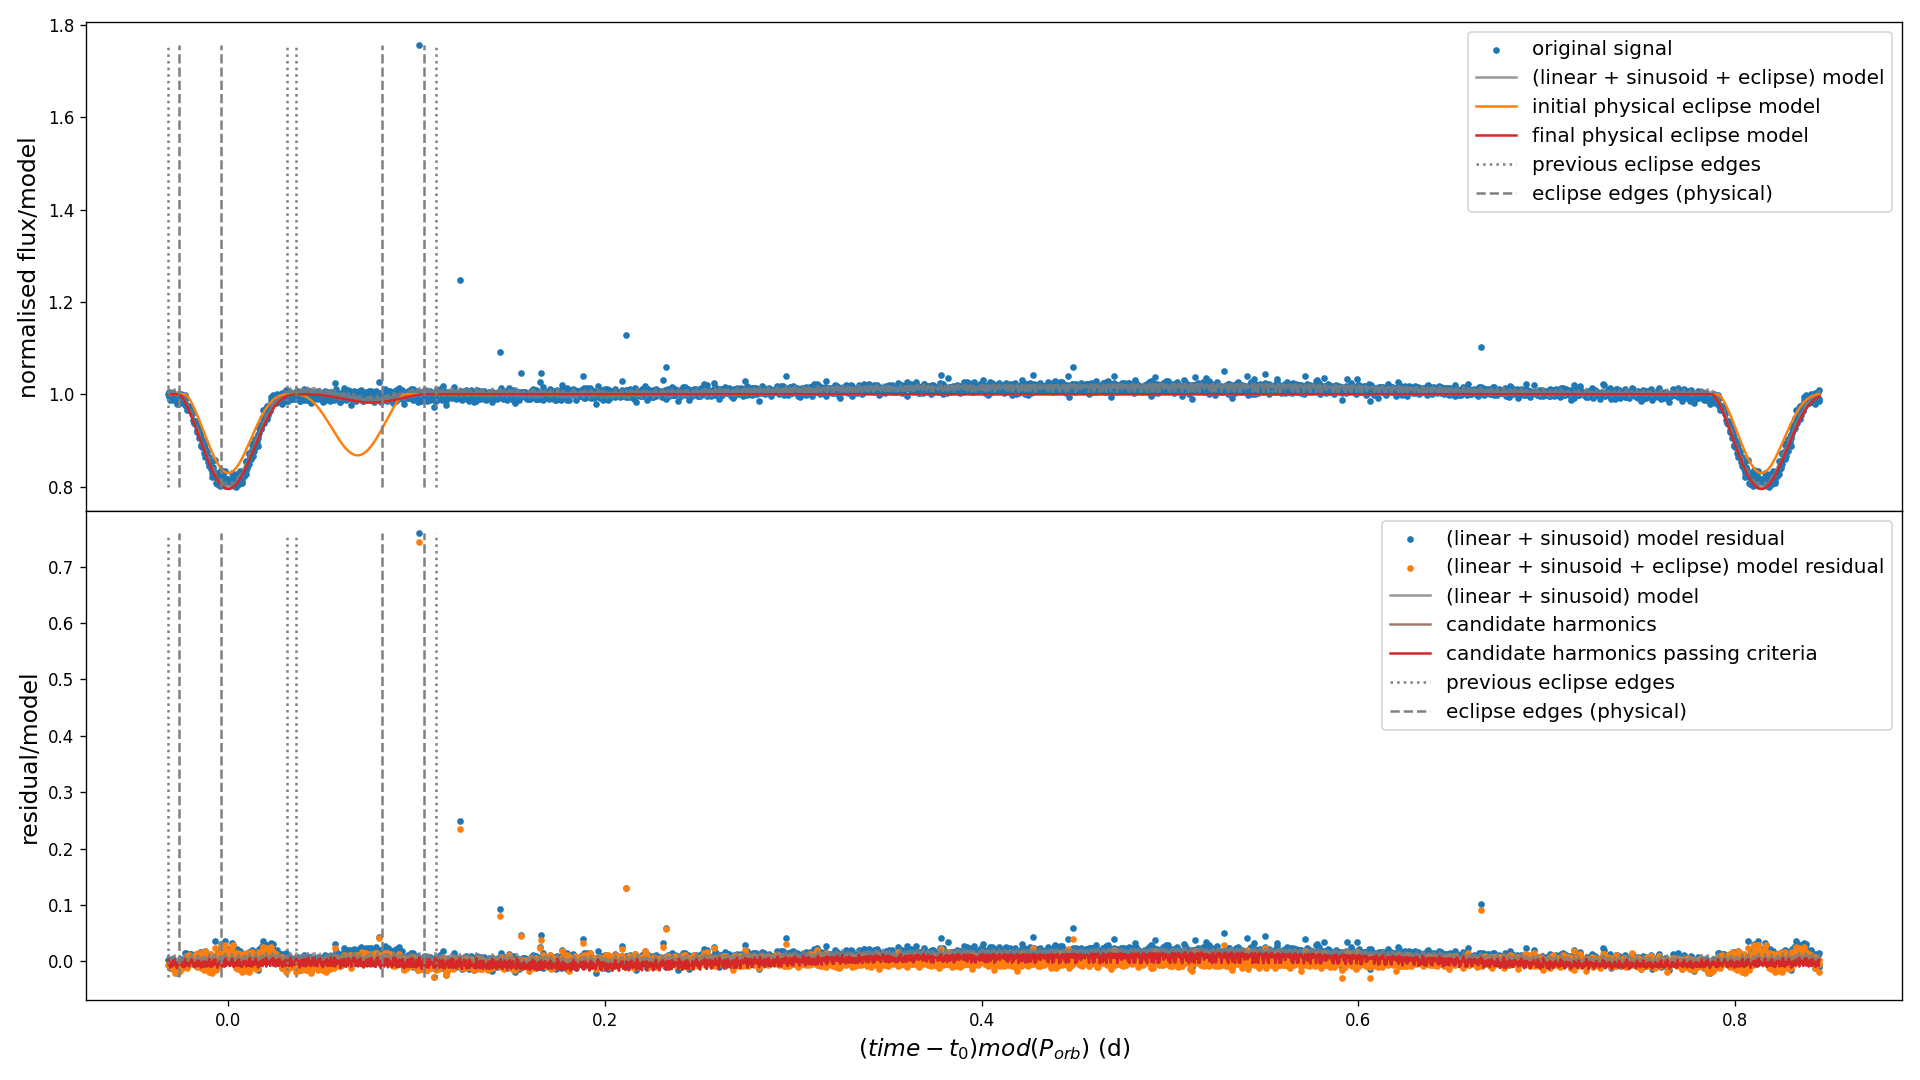 normalised flux/model
1.8
1.6
1.4
1.2
1.0
0.8
original signal
(linear + sinusoid + eclipse) model
initial physical eclipse model
final physical eclipse model
previous eclipse edges
eclipse edges (physical)
residual/model
0.7
0.6
0.5
0.4
0.3
0.2
0.1
0.0
(linear + sinusoid) model residual
(linear + sinusoid + eclipse) model residual
(linear + sinusoid) model
candidate harmonics
candidate harmonics passing criteria
previous eclipse edges
eclipse edges (physical)
0.0 0.2 0.4 0.6 0.8
(time − t₀)mod(Pₒᵣb) (d)